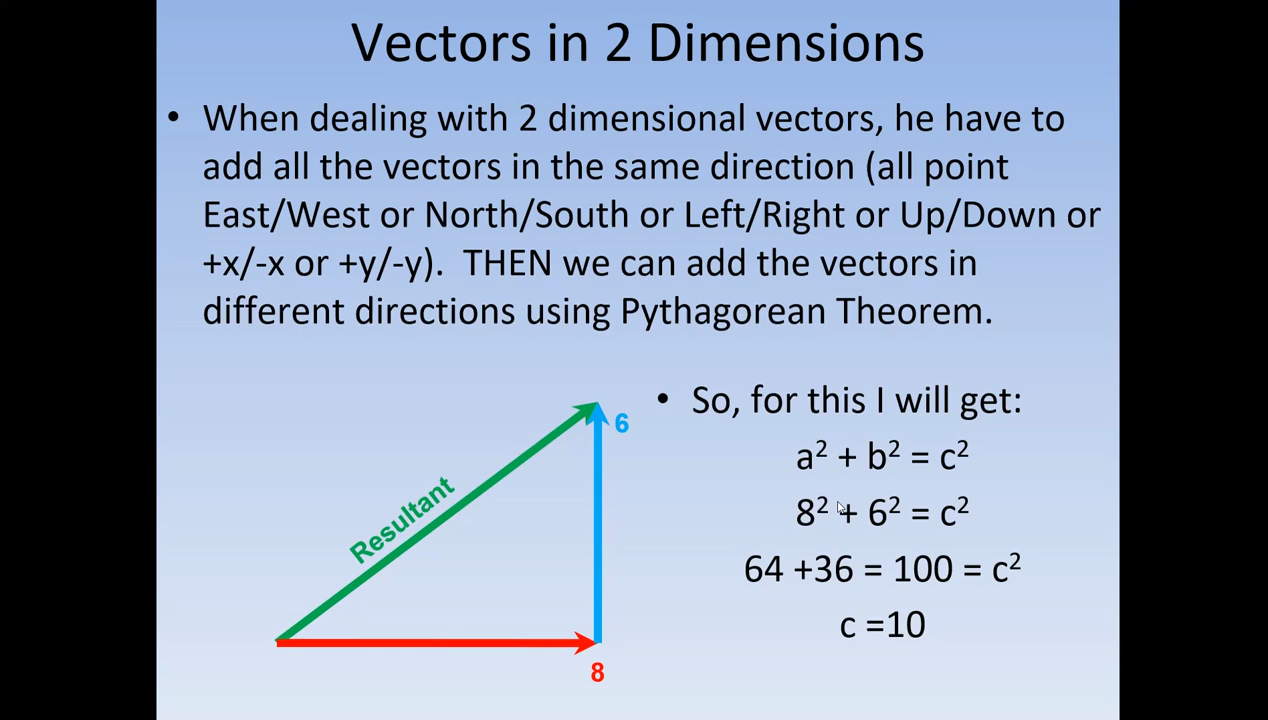 Vectors in 2 Dimensions
• When dealing with 2 dimensional vectors, he have to
add all the vectors in the same direction (all point
East/West or North/South or Left/Right or Up/Down or
+x/-x or +y/-y).  THEN we can add the vectors in
different directions using Pythagorean Theorem.
Resultant
6
8
• So, for this I will get:
a² + b² = c²
8² + 6² = c²
64 +36 = 100 = c²
c =10